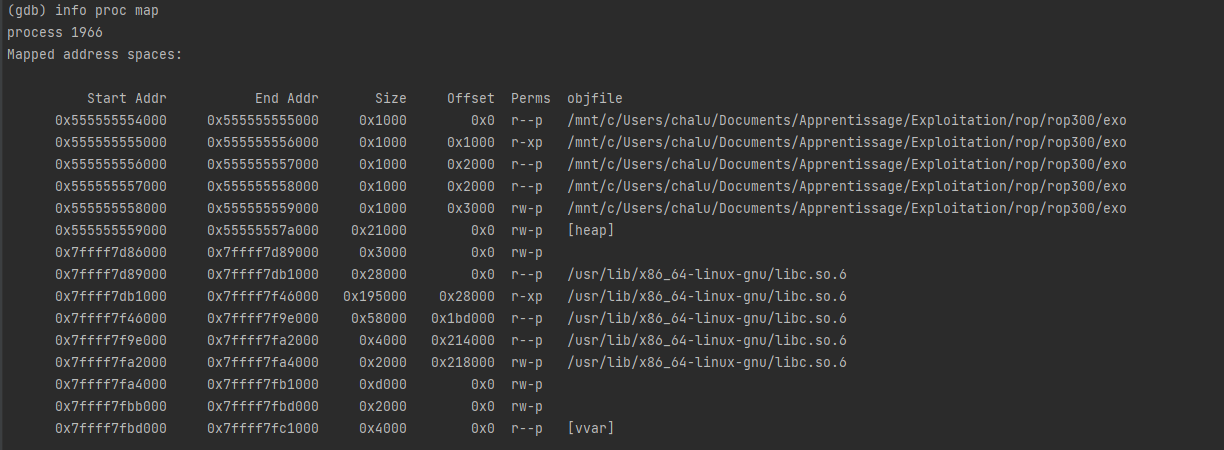 (gdb) info proc map
process 1966
Mapped address spaces:
Start Addr End Addr Size Offset Perms objfile
0x555555554000 0x555555555000 0x1000 0x0 r--p /mnt/c/Users/chalu/Documents/Apprentissage/Exploitation/rop/rop300/exo
0x555555555000 0x555555556000 0x1000 0x1000 r-xp /mnt/c/Users/chalu/Documents/Apprentissage/Exploitation/rop/rop300/exo
0x555555556000 0x555555557000 0x1000 0x2000 r--p /mnt/c/Users/chalu/Documents/Apprentissage/Exploitation/rop/rop300/exo
0x555555557000 0x555555558000 0x1000 0x2000 r--p /mnt/c/Users/chalu/Documents/Apprentissage/Exploitation/rop/rop300/exo
0x555555558000 0x555555559000 0x1000 0x3000 rw-p /mnt/c/Users/chalu/Documents/Apprentissage/Exploitation/rop/rop300/exo
0x555555559000 0x55555557a000 0x21000 0x0 rw-p [heap]
0x7ffff7d86000 0x7ffff7d89000 0x3000 0x0 rw-p
0x7ffff7d89000 0x7ffff7db1000 0x28000 0x0 r--p /usr/lib/x86_64-linux-gnu/libc.so.6
0x7ffff7db1000 0x7ffff7f46000 0x195000 0x28000 r-xp /usr/lib/x86_64-linux-gnu/libc.so.6
0x7ffff7f46000 0x7ffff7f9e000 0x58000 0x1bd000 r--p /usr/lib/x86_64-linux-gnu/libc.so.6
0x7ffff7f9e000 0x7ffff7fa2000 0x4000 0x214000 r--p /usr/lib/x86_64-linux-gnu/libc.so.6
0x7ffff7fa2000 0x7ffff7fa4000 0x2000 0x218000 rw-p /usr/lib/x86_64-linux-gnu/libc.so.6
0x7ffff7fa4000 0x7ffff7fb1000 0xd000 0x0 rw-p
0x7ffff7fbb000 0x7ffff7fbd000 0x2000 0x0 rw-p
0x7ffff7fbd000 0x7ffff7fc1000 0x4000 0x0 r--p [vvar]